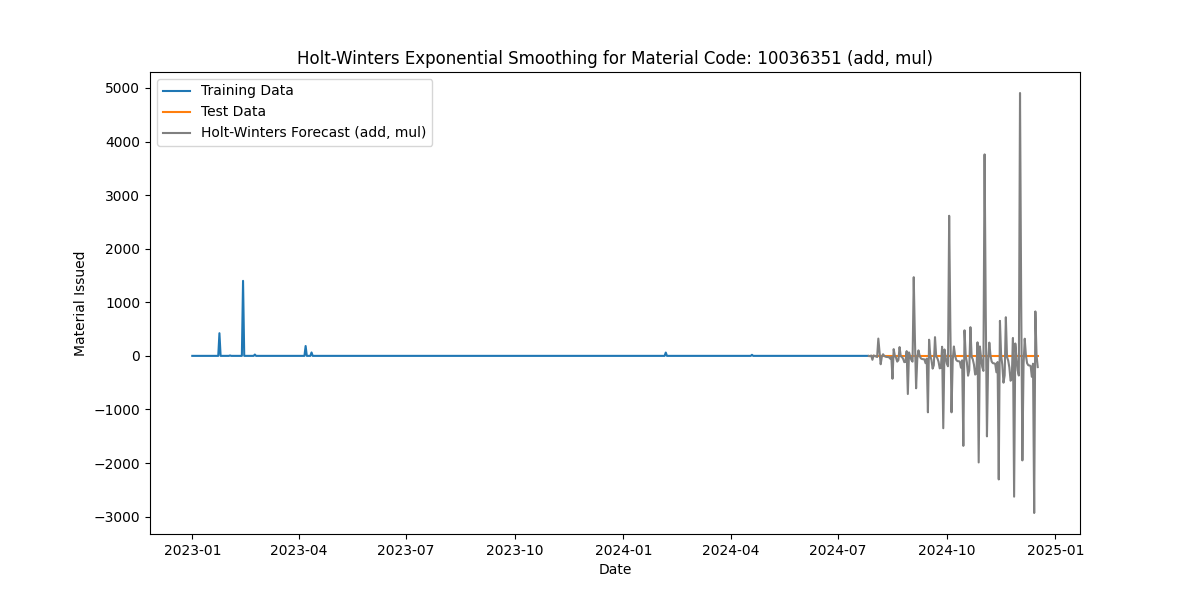 Holt-Winters Exponential Smoothing for Material Code: 10036351 (add, mul)
Training Data
Test Data
Holt-Winters Forecast (add, mul)
Material Issued
5000
4000
3000
2000
1000
0
−1000
−2000
−3000
2023-01 2023-04 2023-07 2023-10 2024-01 2024-04 2024-07 2024-10 2025-01
Date